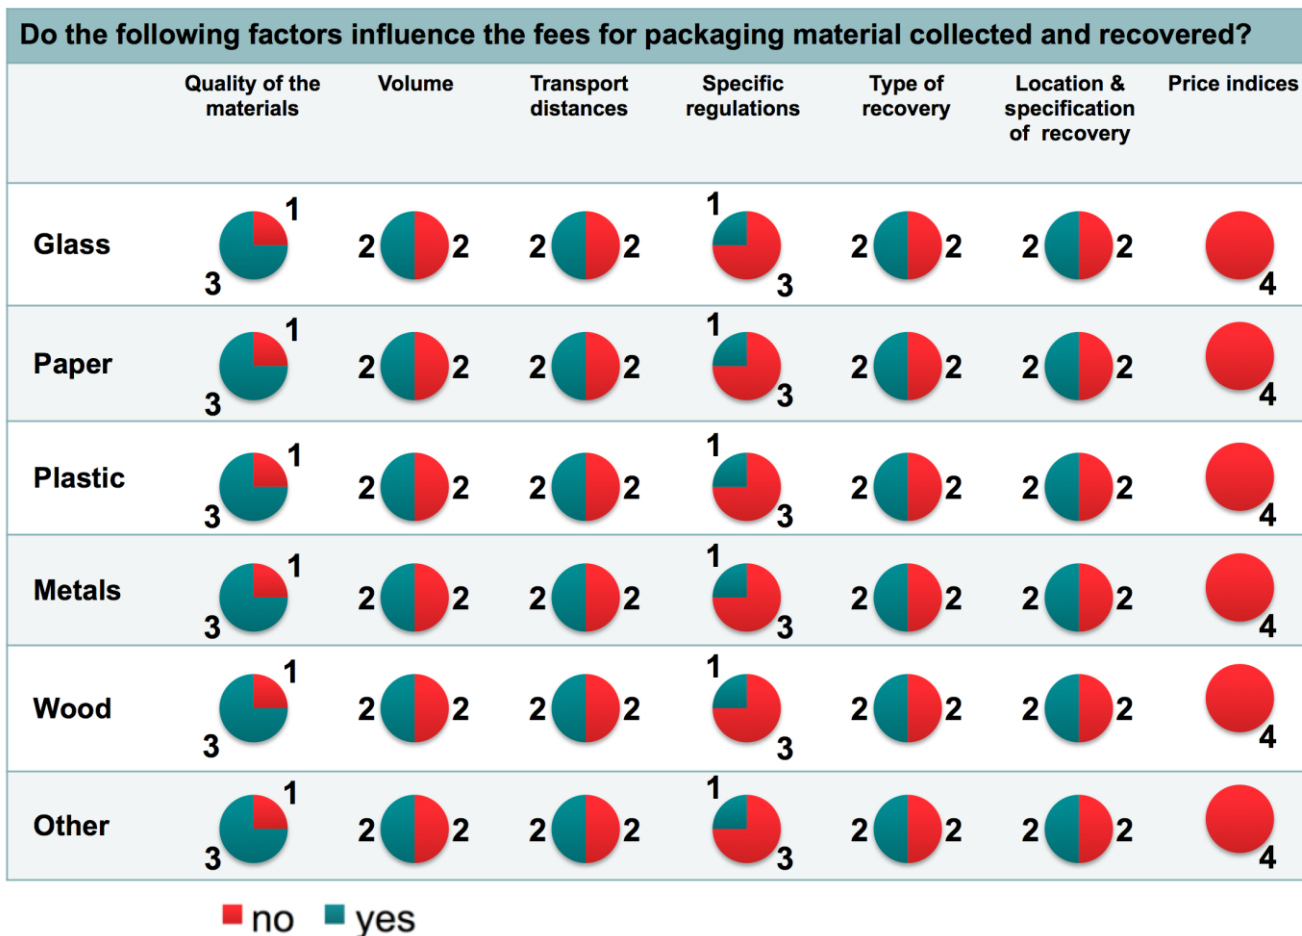 Do the following factors influence the fees for packaging material collected and recovered?
Quality of the
materials
Volume
Transport
distances
Specific
regulations
Type of
recovery
Location &
specification
of recovery
Price indices
Glass
1
3
2 2
2 2
1
3
2 2
2 2
4
Paper
1
3
2 2
2 2
1
3
2 2
2 2
4
Plastic
1
3
2 2
2 2
1
3
2 2
2 2
4
Metals
1
3
2 2
2 2
1
3
2 2
2 2
4
Wood
1
3
2 2
2 2
1
3
2 2
2 2
4
Other
1
3
2 2
2 2
1
3
2 2
2 2
4
no yes